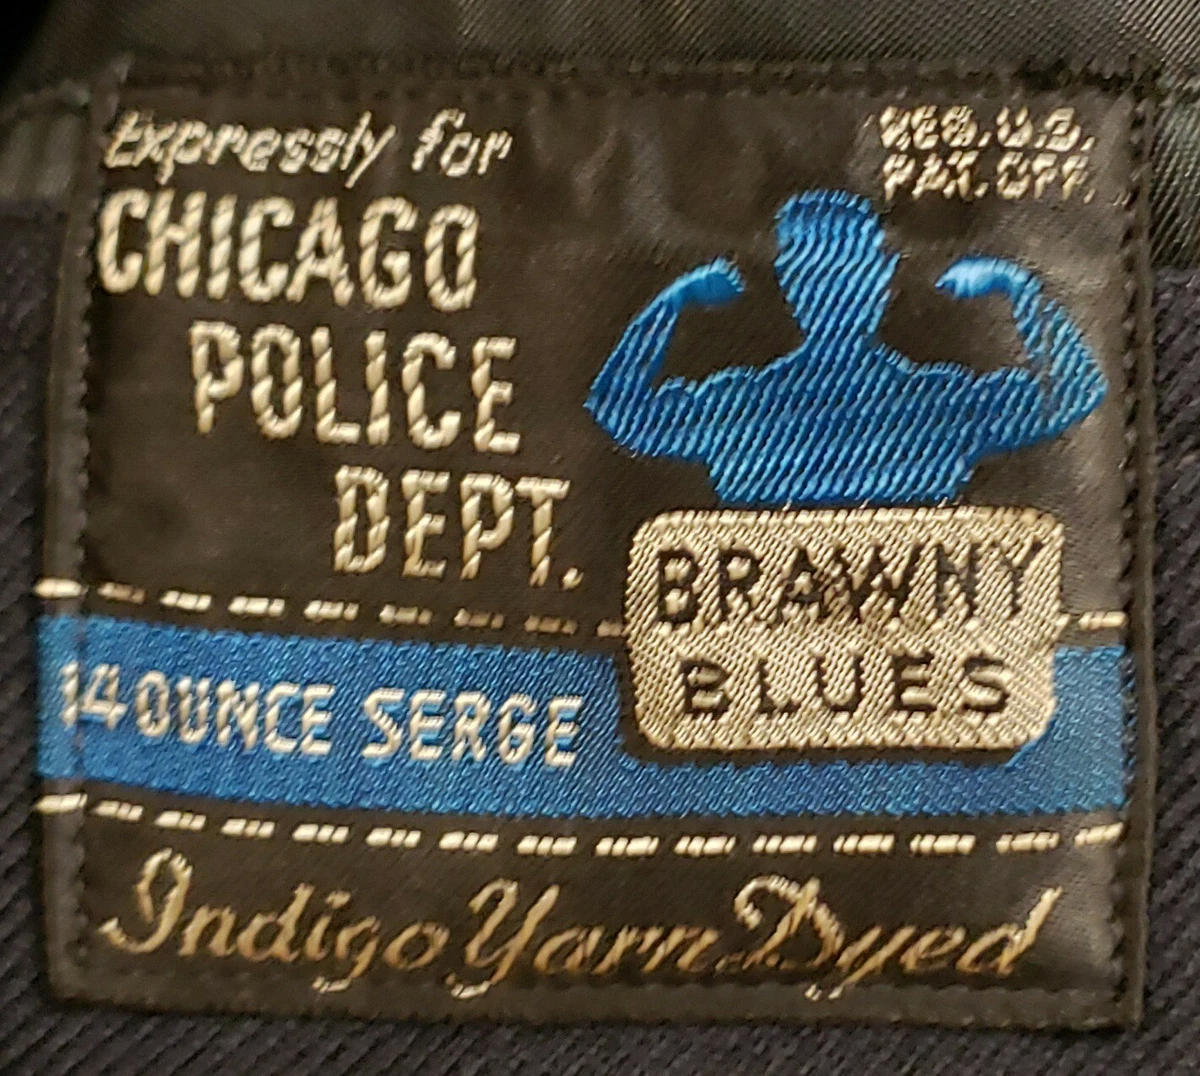 Expressly for
CHICAGO
POLICE
DEPT.
REG. U.S.
PAT. OFF.
BRAWNY
BLUES
14 OUNCE SERGE
Indigo Yarn Dyed